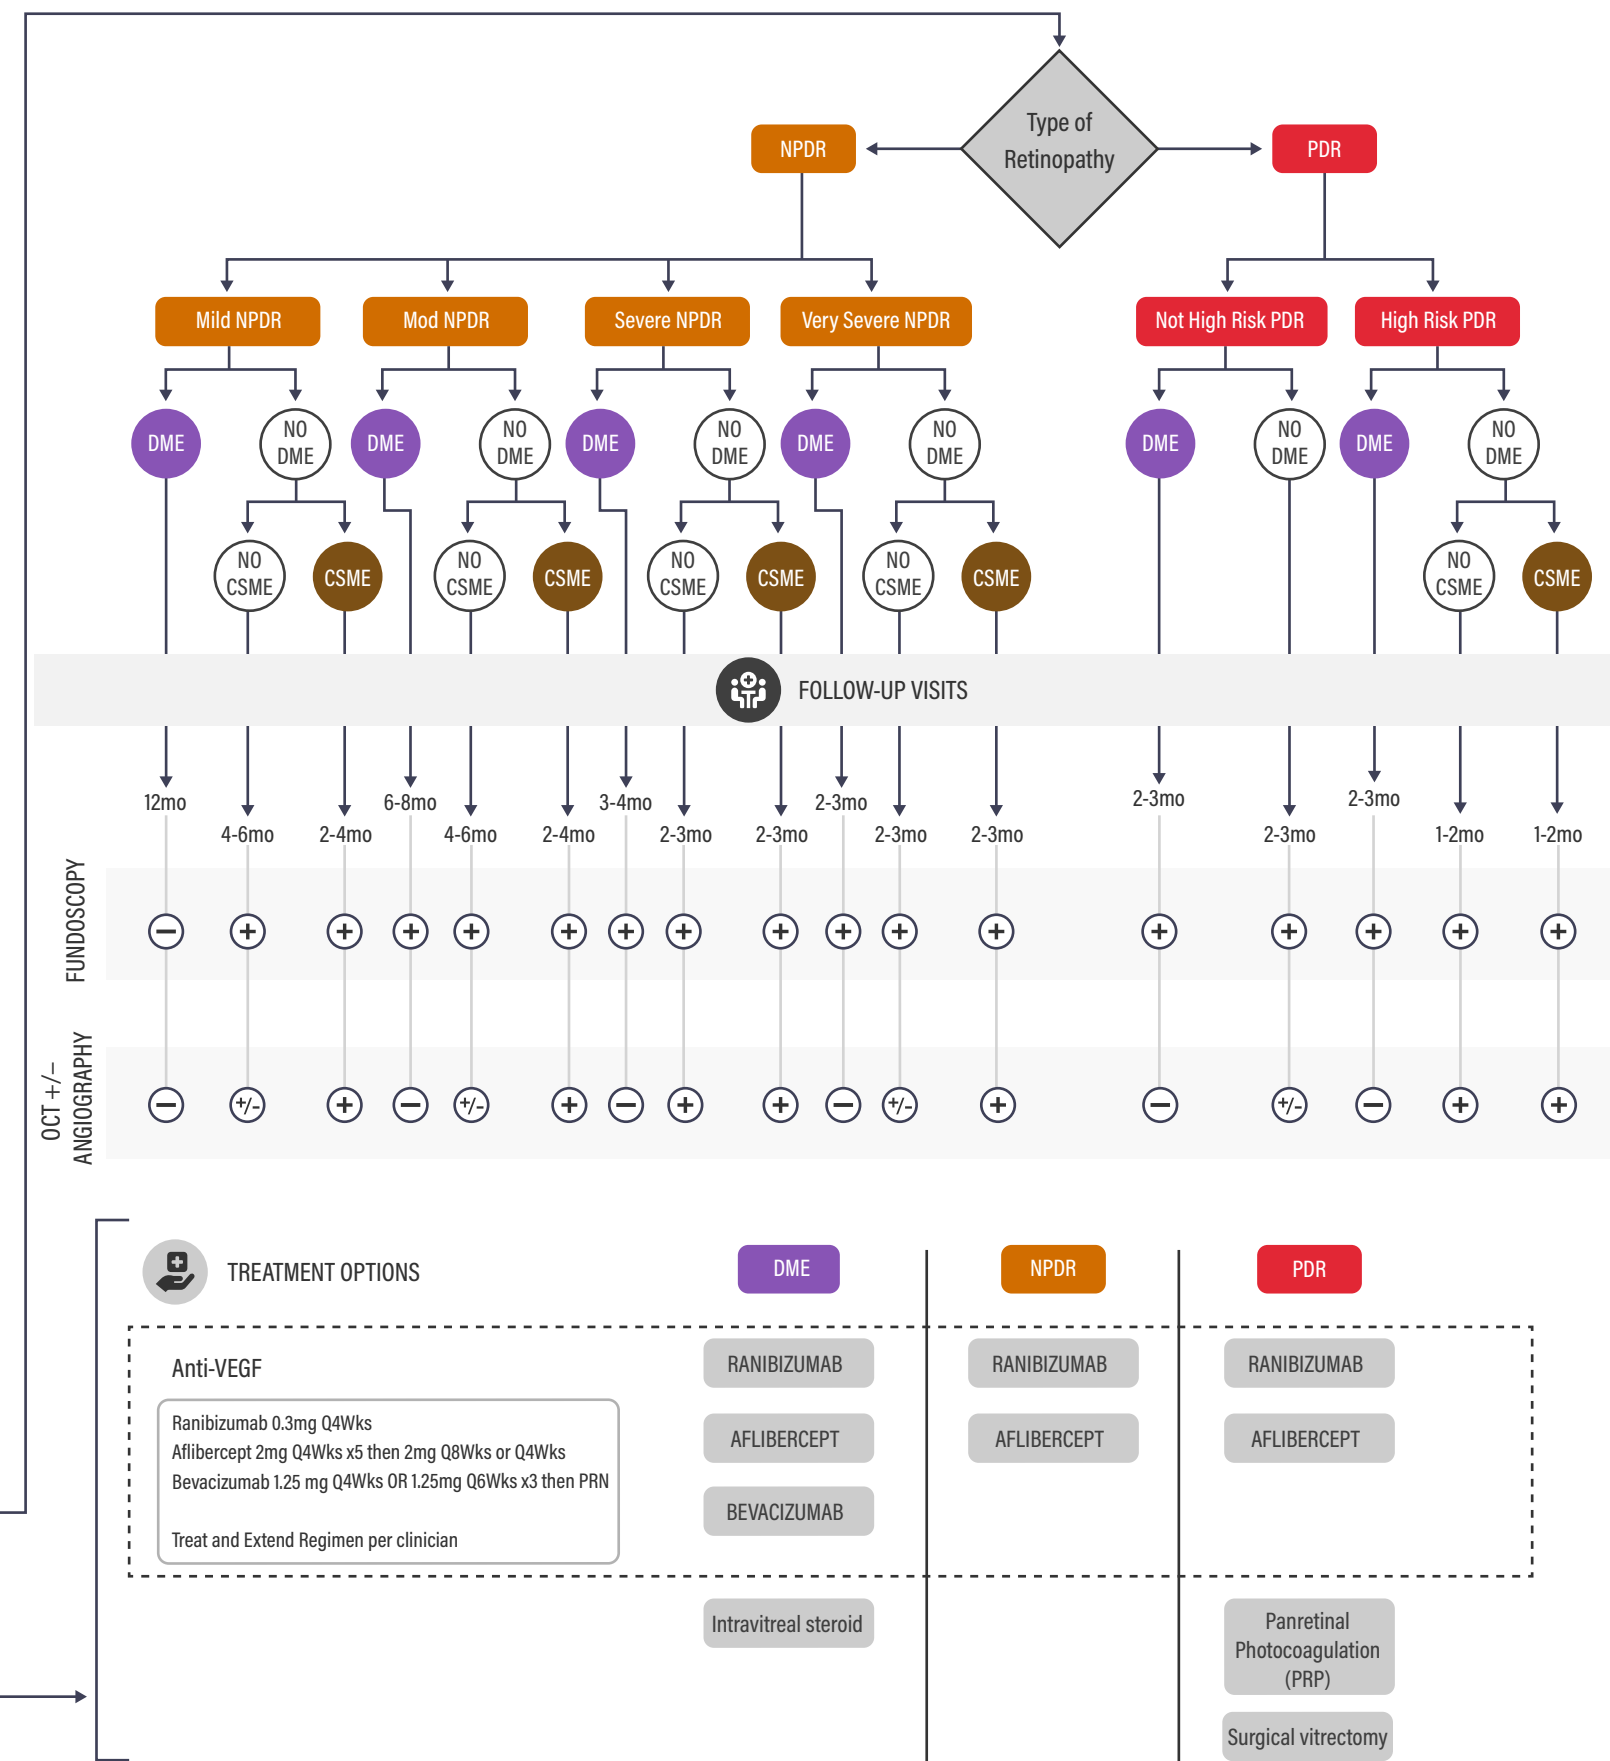 Type of
Retinopathy
NPDR
PDR
Mild NPDR
Mod NPDR
Severe NPDR
Very Severe NPDR
Not High Risk PDR
High Risk PDR
DME
NO
DME
DME
NO
DME
DME
NO
DME
DME
NO
DME
DME
NO
DME
DME
NO
DME
NO
CSME
CSME
NO
CSME
CSME
NO
CSME
CSME
NO
CSME
CSME
NO
CSME
CSME
FOLLOW-UP VISITS
12mo
4-6mo
2-4mo
6-8mo
4-6mo
2-4mo
3-4mo
2-3mo
2-3mo
2-3mo
2-3mo
2-3mo
2-3mo
2-3mo
2-3mo
1-2mo
1-2mo
FUNDOSCOPY
− + + + + + + + + + + + + + + + +
OCT +/−
ANGIOGRAPHY
− +/- + − +/- + − + + − +/- + − +/- − + +
TREATMENT OPTIONS
DME
NPDR
PDR
Anti-VEGF
Ranibizumab 0.3mg Q4Wks
Aflibercept 2mg Q4Wks x5 then 2mg Q8Wks or Q4Wks
Bevacizumab 1.25 mg Q4Wks OR 1.25mg Q6Wks x3 then PRN
Treat and Extend Regimen per clinician
RANIBIZUMAB
AFLIBERCEPT
BEVACIZUMAB
Intravitreal steroid
RANIBIZUMAB
AFLIBERCEPT
RANIBIZUMAB
AFLIBERCEPT
Panretinal
Photocoagulation
(PRP)
Surgical vitrectomy